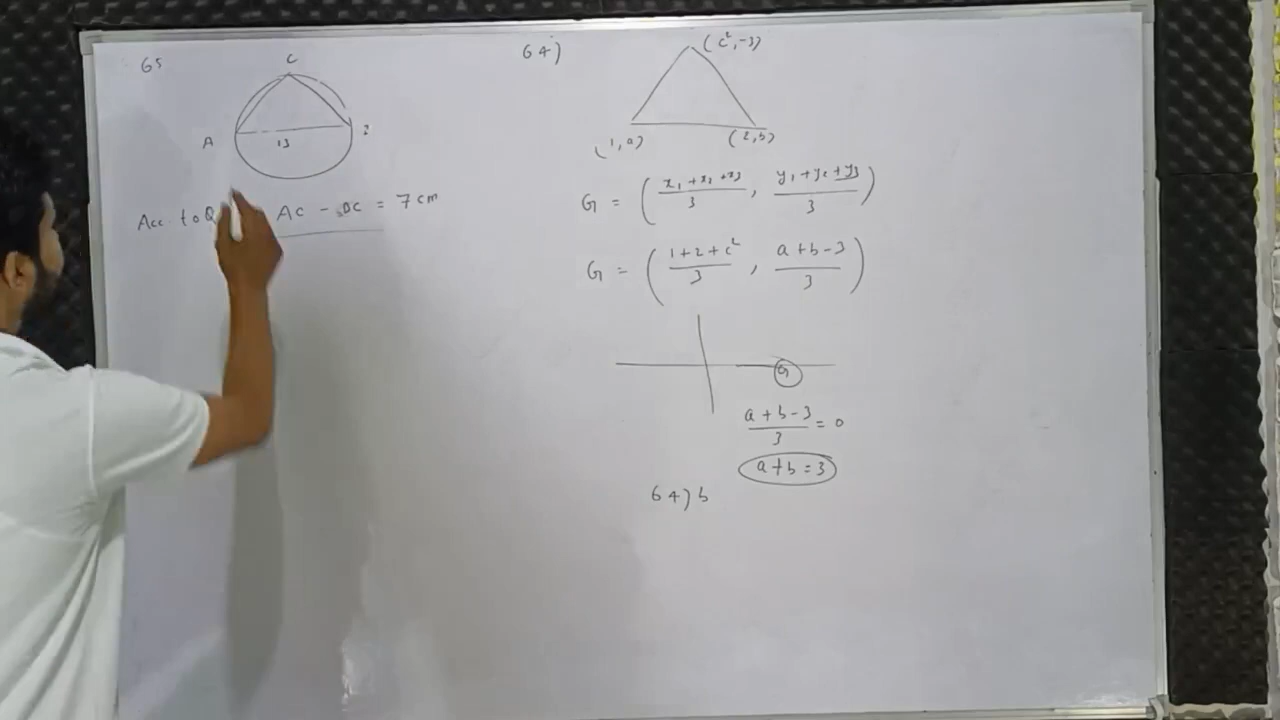 65
C
A
B
13
Acc. to Q AC - BC = 7 cm
64)
(c², -3)
(1, a) (2, b)
G = ( x₁ + x₂ + x₃ / 3 , y₁ + y₂ + y₃ / 3 )
G = ( 1 + 2 + c² / 3 , a + b - 3 / 3 )
G
a + b - 3 / 3 = 0
a + b = 3
64) b